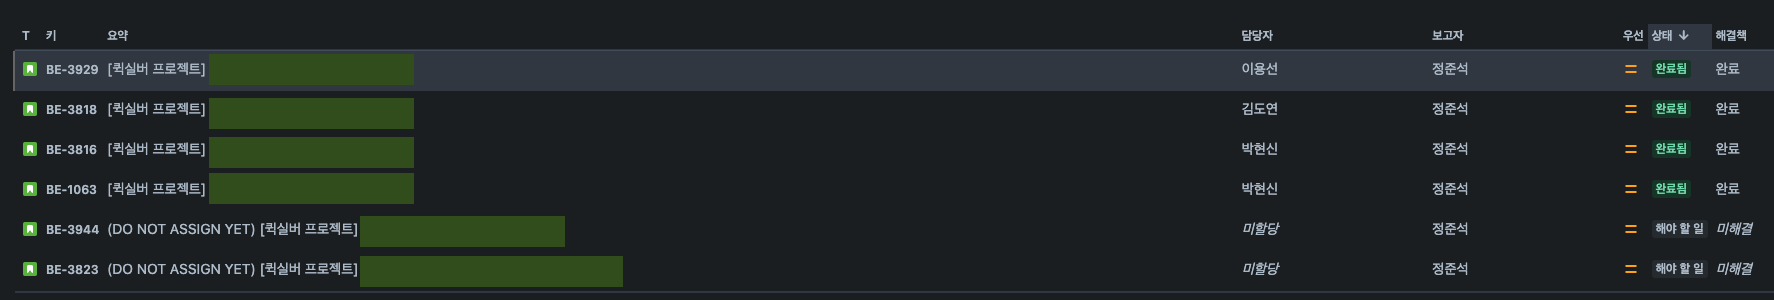 T 키 요약 담당자 보고자 우선 상태 ↓ 해결책
BE-3929 [퀵실버 프로젝트] 이용선 정준석 완료됨 완료
BE-3818 [퀵실버 프로젝트] 김도연 정준석 완료됨 완료
BE-3816 [퀵실버 프로젝트] 박현신 정준석 완료됨 완료
BE-1063 [퀵실버 프로젝트] 박현신 정준석 완료됨 완료
BE-3944 (DO NOT ASSIGN YET) [퀵실버 프로젝트] 미할당 정준석 해야 할 일 미해결
BE-3823 (DO NOT ASSIGN YET) [퀵실버 프로젝트] 미할당 정준석 해야 할 일 미해결